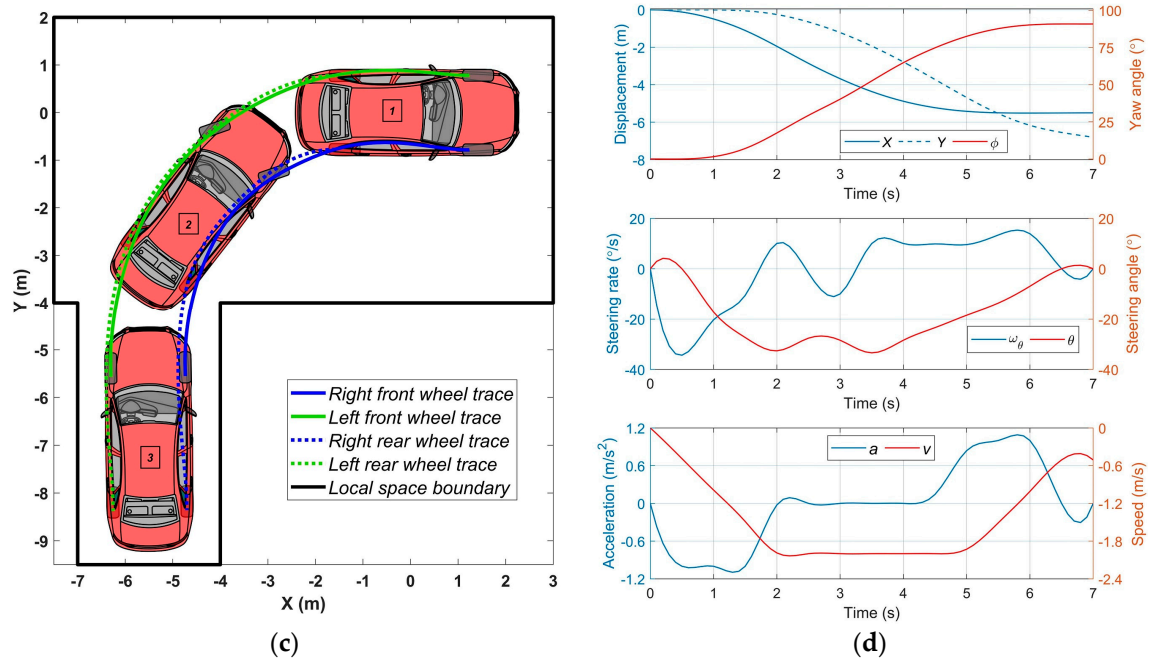 2
1
0
-1
-2
-3
-4
-5
-6
-7
-8
-9
Y (m)
1
2
3
Right front wheel trace
Left front wheel trace
Right rear wheel trace
Left rear wheel trace
Local space boundary
-7 -6 -5 -4 -3 -2 -1 0 1 2 3
X (m)
(c)
Displacement (m)
0
-2
-4
-6
-8
X Y ϕ
100
75
50
25
0
Yaw angle (°)
0 1 2 3 4 5 6 7
Time (s)
Steering rate (°/s)
20
0
-20
-40
ωθ θ
20
0
-20
-40
Steering angle (°)
0 1 2 3 4 5 6 7
Time (s)
Acceleration (m/s²)
1.2
0.6
0
-0.6
-1.2
a v
0
-0.6
-1.2
-1.8
-2.4
Speed (m/s)
0 1 2 3 4 5 6 7
Time (s)
(d)